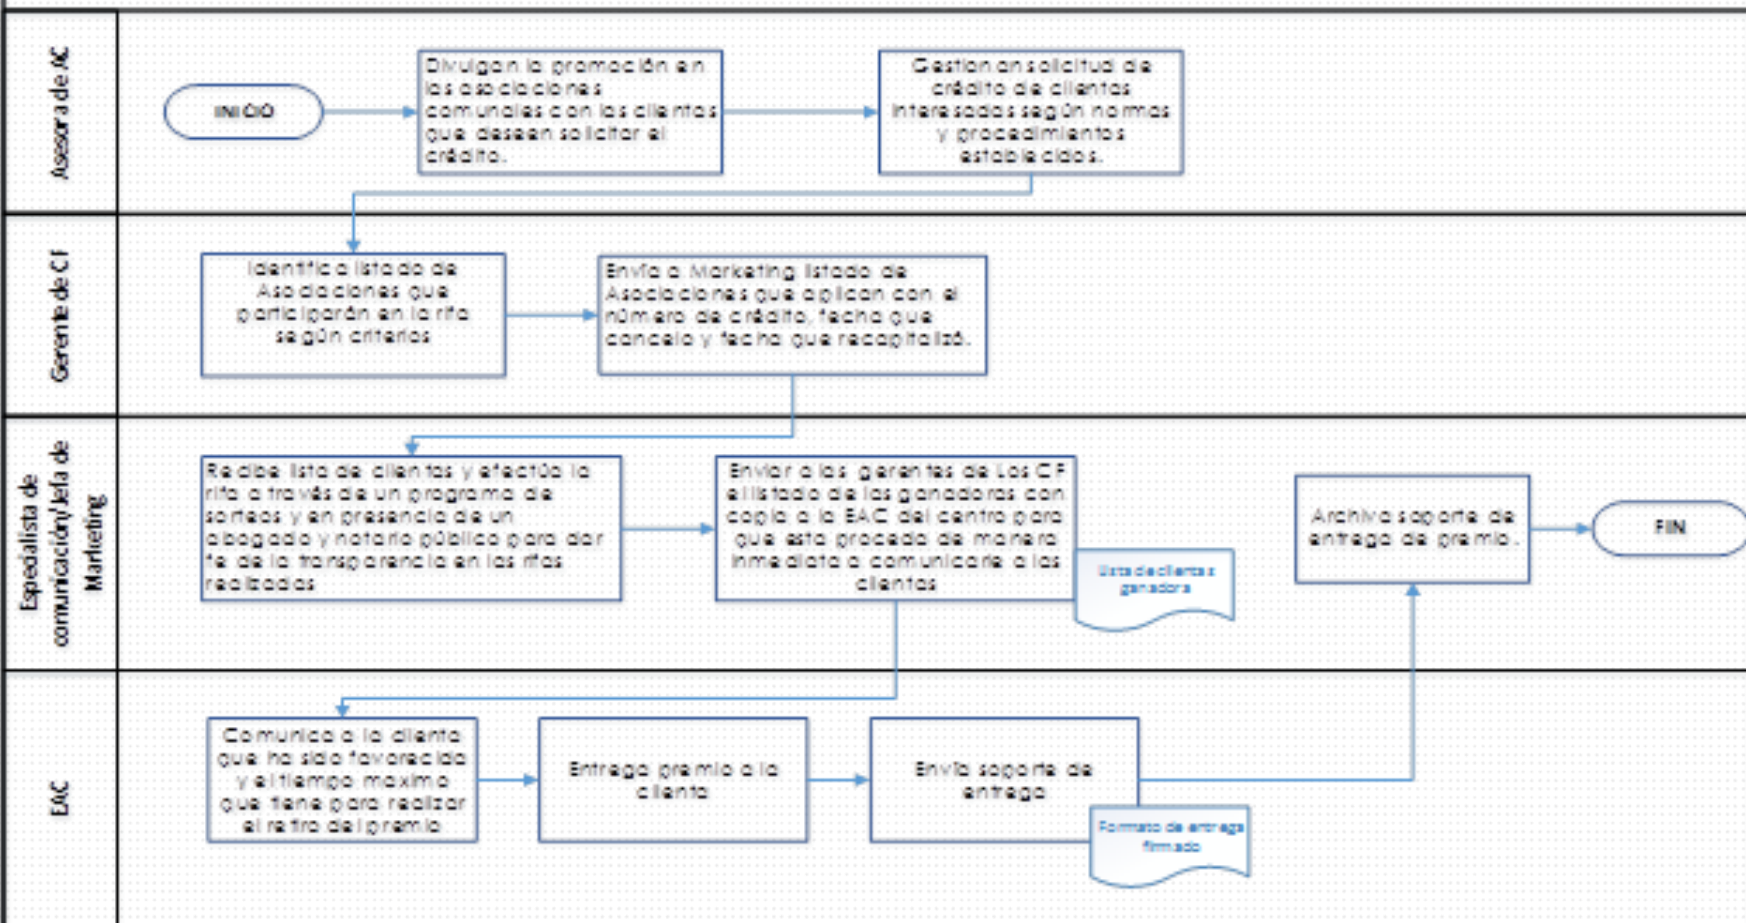 Asesora de AC
INICIO
Divulgan la promoción en
las asociaciones
comunales con las clientas
que deseen solicitar el
crédito.
Gestionan solicitud de
crédito de clientas
interesadas según normas
y procedimientos
establecidos.
Gerente de CF
Identifica listado de
Asociaciones que
participarán en la rifa
según criterios
Envía a Marketing listado de
Asociaciones que aplican con el
número de crédito, fecha que
cancelo y fecha que recapitalizó.
Especialista de
comunicación/Jefa de
Marketing
Recibe lista de clientas y efectúa la
rifa a través de un programa de
sorteos y en presencia de un
abogado y notario público para dar
fe de la transparencia en las rifas
realizadas
Enviar a las gerentes de Los CF
el listado de las ganadoras con
copia a la EAC del centro para
que esta proceda de manera
inmediata a comunicarle a las
clientas
Lista de clientas
ganadora
Archiva soporte de
entrega de premio.
FIN
EAC
Comunica a la clienta
que ha sido favorecida
y el tiempo maximo
que tiene para realizar
el retiro del premio
Entrega premio a la
clienta
Envía soporte de
entrega
Formato de entrega
firmado